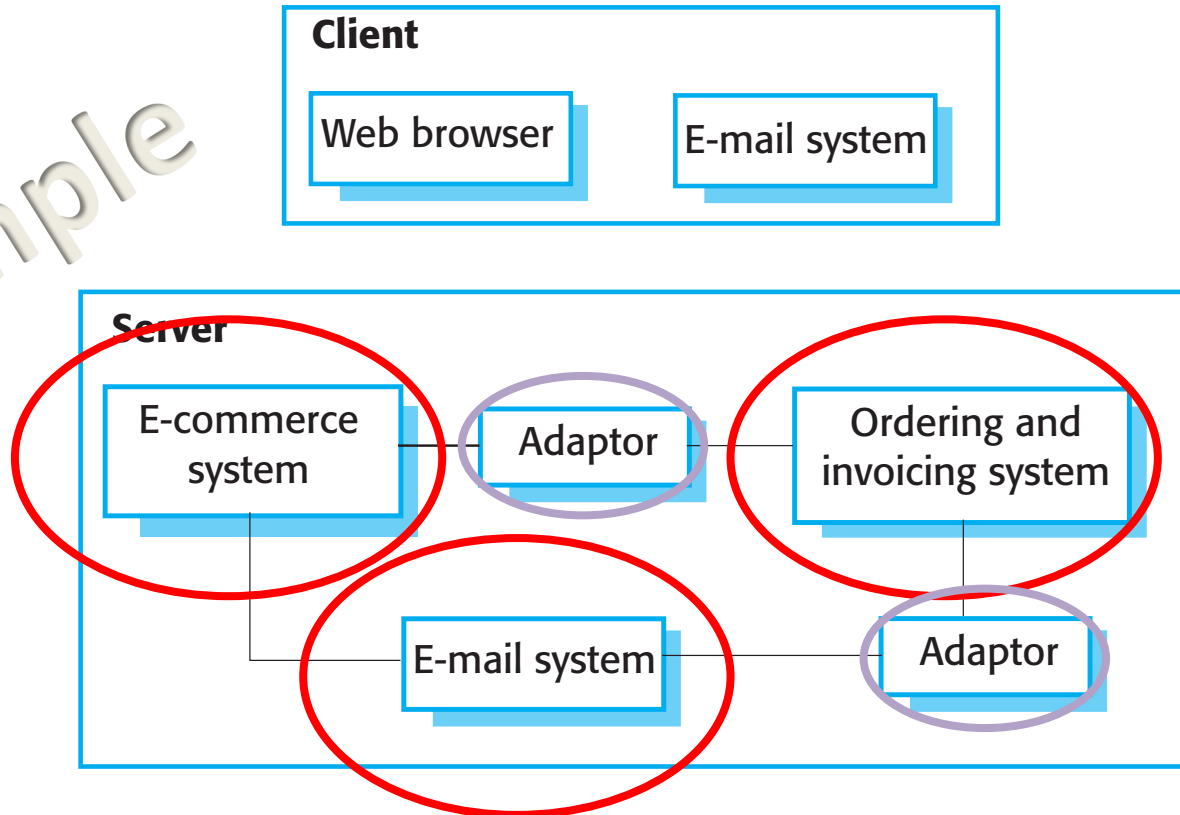 Client
Web browser
E-mail system
Server
E-commerce
system
Adaptor
Ordering and
invoicing system
E-mail system
Adaptor